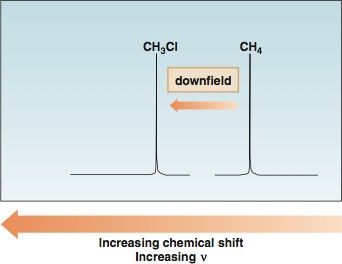 CH₃Cl
CH₄
downfield
Increasing chemical shift
Increasing ν